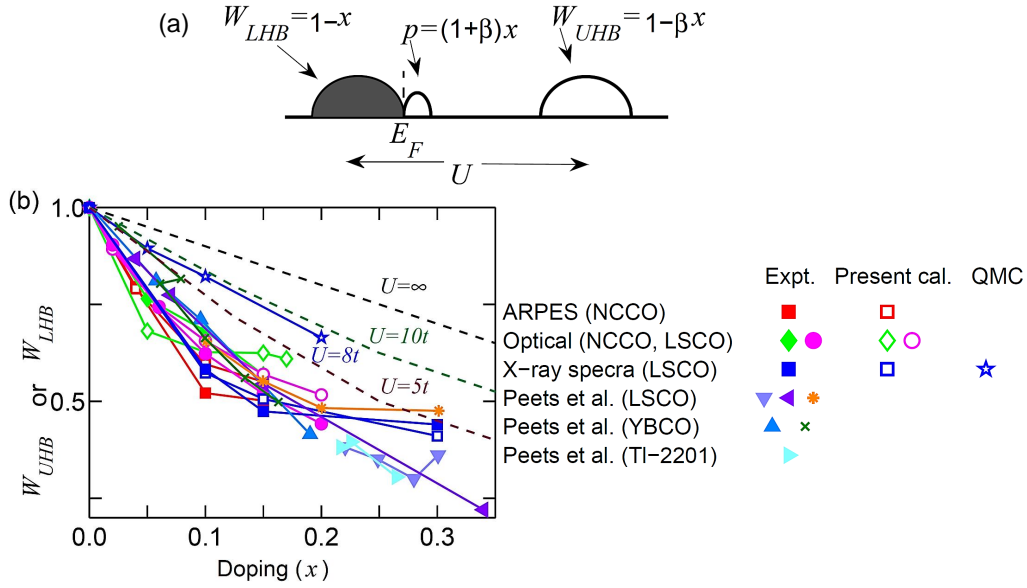 (a)
W_LHB=1-x
p=(1+β)x
W_UHB=1-βx
E_F
U
(b)
1.0
0.5
W_UHB or W_LHB
U=∞
U=10t
U=8t
U=5t
0.0 0.1 0.2 0.3
Doping (x)
Expt. Present cal. QMC
ARPES (NCCO)
Optical (NCCO, LSCO)
X-ray specra (LSCO)
Peets et al. (LSCO)
Peets et al. (YBCO)
Peets et al. (Tl-2201)